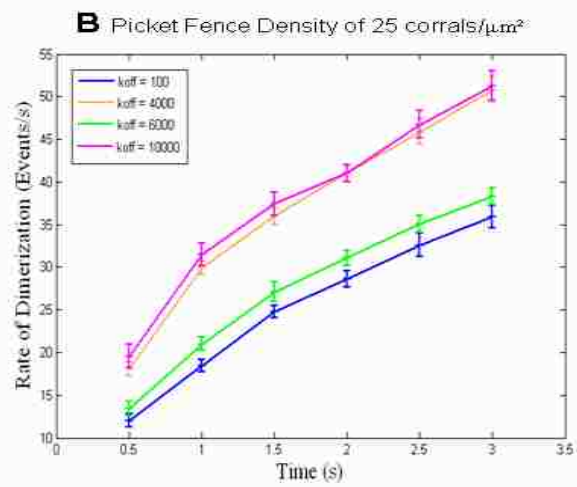 B Picket Fence Density of 25 corrals/μm²
55
50
45
40
35
30
25
20
15
10
Rate of Dimerization (Events/s)
koff = 100
koff = 4000
koff = 6000
koff = 10000
0 0.5 1 1.5 2 2.5 3 3.5
Time (s)